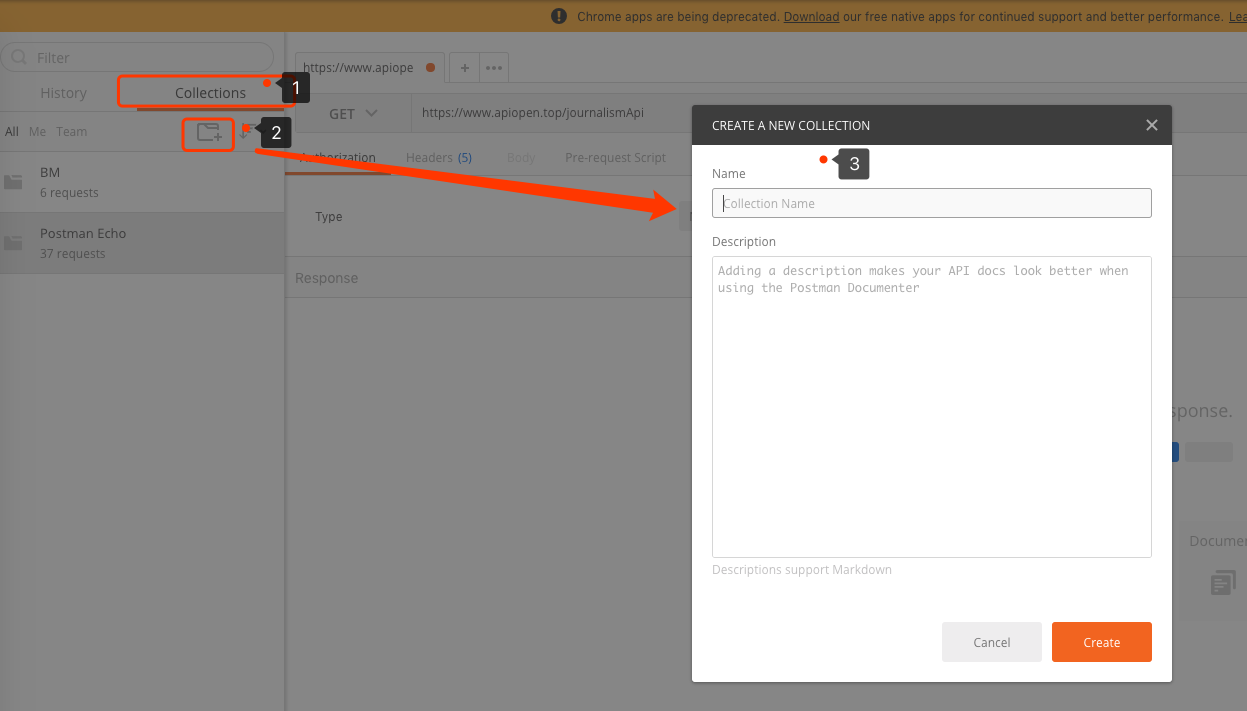 Chrome apps are being deprecated. Download our free native apps for continued support and better performance. Lea
Filter
https://www.apiope
+
•••
History
Collections
1
GET
https://www.apiopen.top/journalismApi
All Me Team
2
CREATE A NEW COLLECTION
Authorization
Headers (5)
Body
Pre-request Script
3
BM
6 requests
Name
Collection Name
Type
Postman Echo
37 requests
Description
Adding a description makes your API docs look better when
using the Postman Documenter
Response
sponse.
Documen
Descriptions support Markdown
Cancel
Create